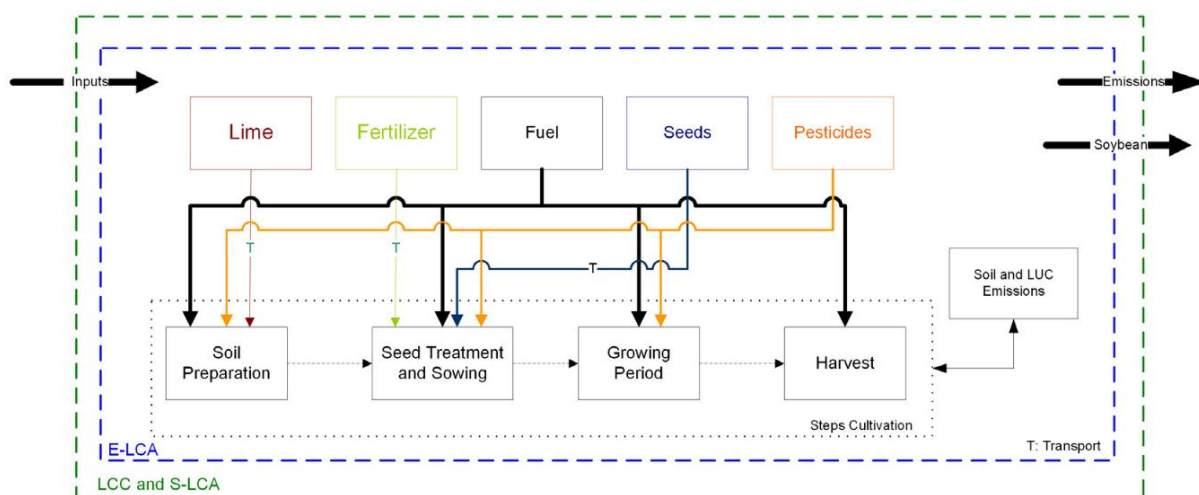 Inputs
Emissions
Soybean
Lime
Fertilizer
Fuel
Seeds
Pesticides
T
T
T
Soil and LUC
Emissions
Soil
Preparation
Seed Treatment
and Sowing
Growing
Period
Harvest
Steps Cultivation
E-LCA
T: Transport
LCC and S-LCA